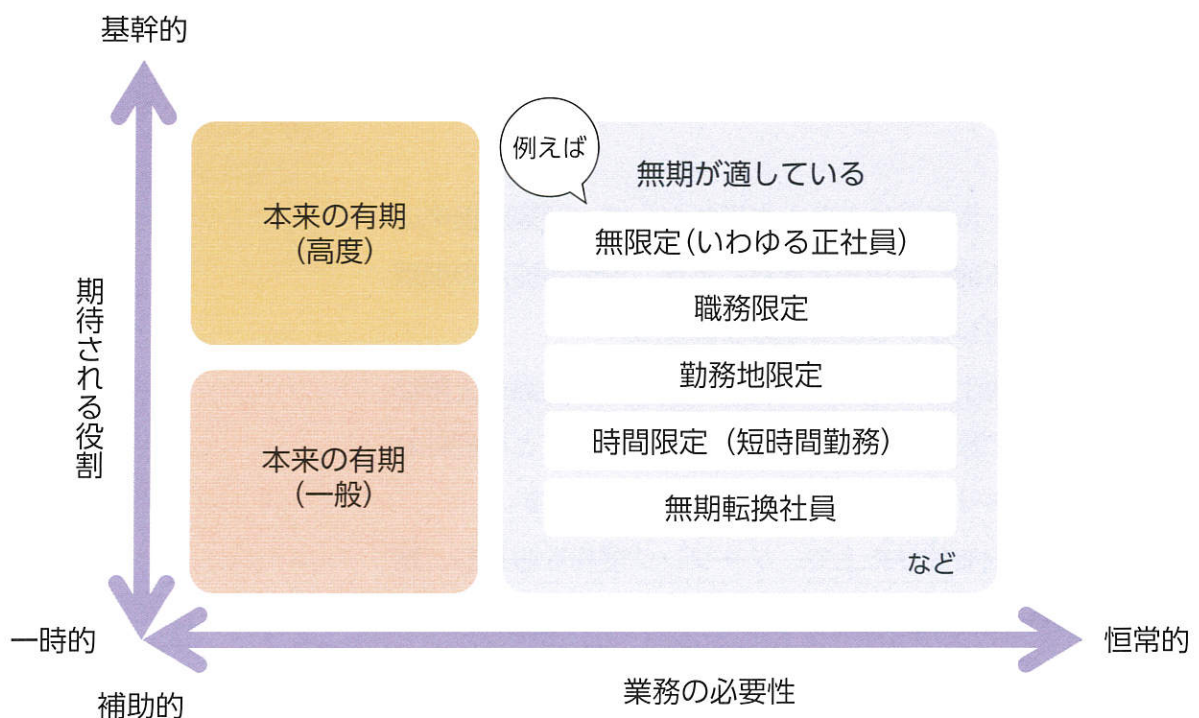 基幹的
例えば
無期が適している
本来の有期
(高度)
無限定(いわゆる正社員)
職務限定
期待される役割
勤務地限定
時間限定（短時間勤務）
本来の有期
(一般)
無期転換社員
など
一時的
恒常的
補助的
業務の必要性